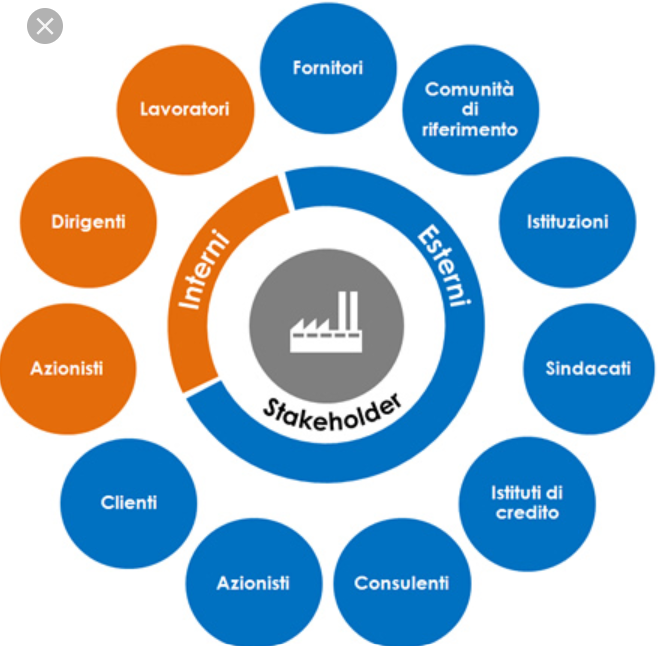 Fornitori
Comunità
di
riferimento
Istituzioni
Sindacati
Istituti di
credito
Consulenti
Azionisti
Clienti
Azionisti
Dirigenti
Lavoratori
Interni
Esterni
Stakeholder